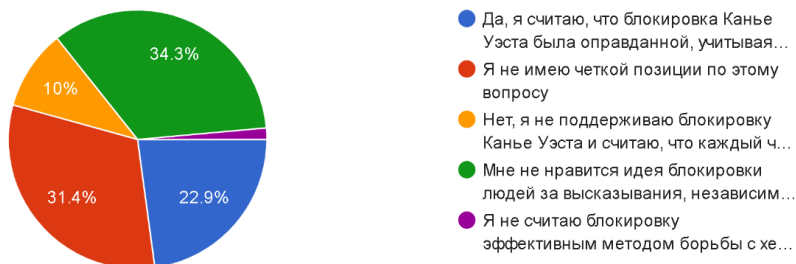 34.3%
10%
31.4%
22.9%
Да, я считаю, что блокировка Канье
Уэста была оправданной, учитывая…
Я не имею четкой позиции по этому
вопросу
Нет, я не поддерживаю блокировку
Канье Уэста и считаю, что каждый ч…
Мне не нравится идея блокировки
людей за высказывания, независим…
Я не считаю блокировку
эффективным методом борьбы с хе…